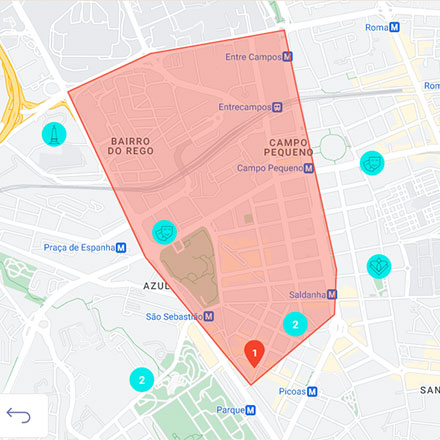 Roma M
Entre Campos M
Rom
Entrecampos
BAIRRO
DO REGO
CAMPO
PEQUENO
Campo Pequeno M
Praça de Espanha M
AZUL
Saldanha M
São Sebastião M
2
1
2
Picoas M
SAN
Parque M